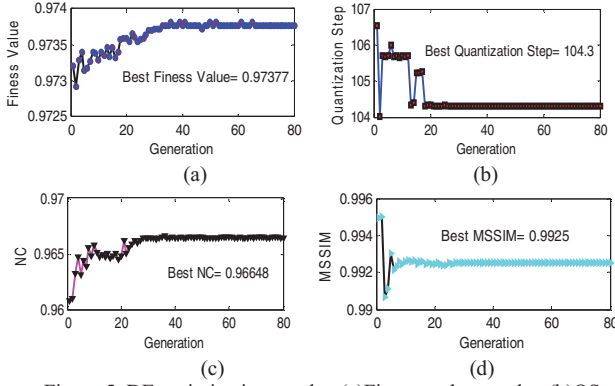 0.974
0.9735
0.973
0.9725
Finess Value
Best Finess Value= 0.97377
0 20 40 60 80
Generation
(a)
107
106
105
104
Quantization Step
Best Quantization Step= 104.3
0 20 40 60 80
Generation
(b)
0.97
0.965
0.96
NC
Best NC= 0.96648
0 20 40 60 80
Generation
(c)
0.996
0.994
0.992
0.99
MSSIM
Best MSSIM= 0.9925
0 20 40 60 80
Generation
(d)